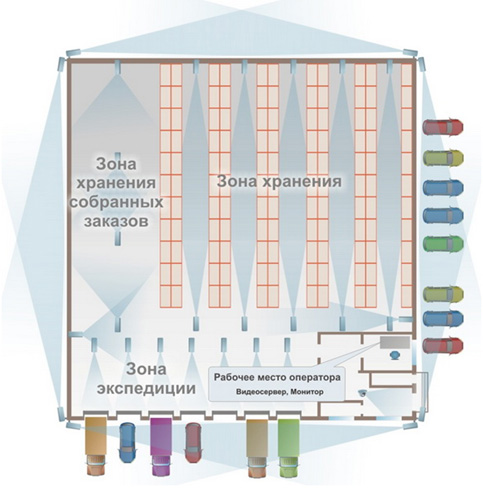 Зона
хранения
собранных
заказов
Зона хранения
Зона
экспедиции
Рабочее место оператора
Видеосервер, Монитор